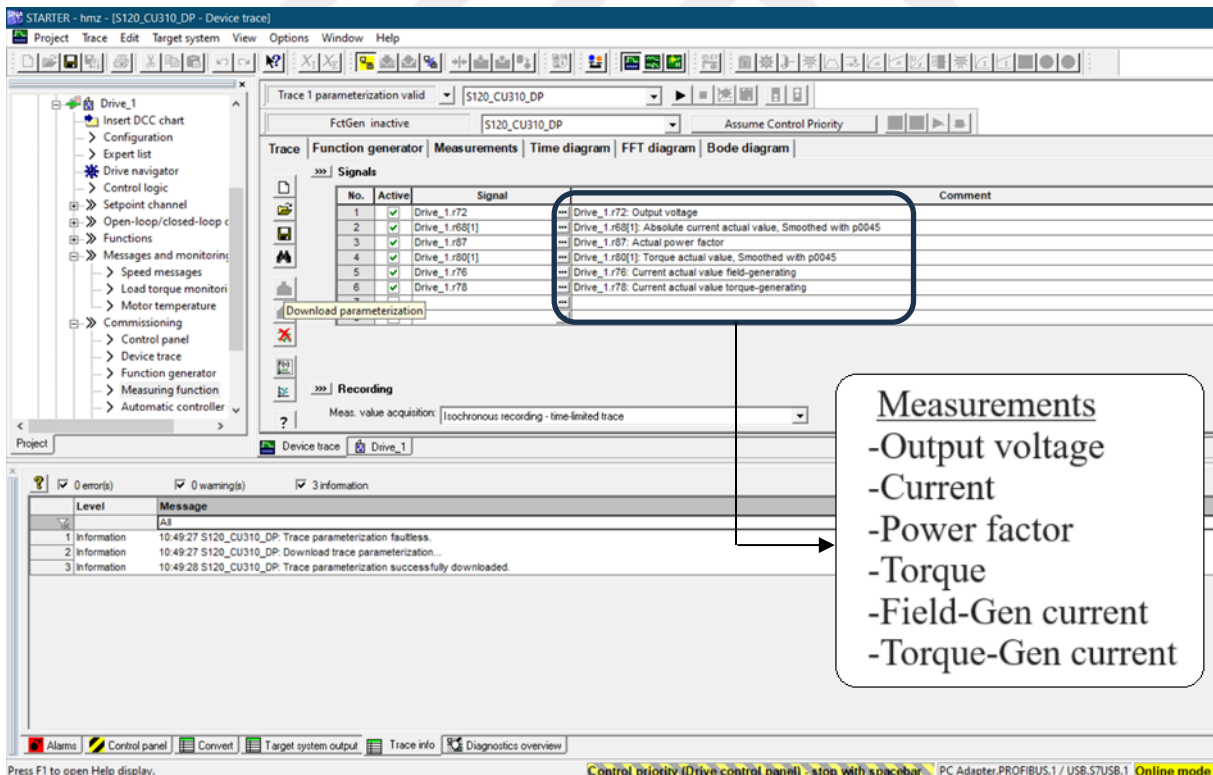 STARTER - hmz - [S120_CU310_DP - Device trace]
Project Trace Edit Target system View Options Window Help
Drive_1
Insert DCC chart
Configuration
Expert list
Drive navigator
Control logic
Setpoint channel
Open-loop/closed-loop c
Functions
Messages and monitoring
Speed messages
Load torque monitori
Motor temperature
Commissioning
Control panel
Device trace
Function generator
Measuring function
Automatic controller
Project
Trace 1 parameterization valid S120_CU310_DP
FctGen inactive S120_CU310_DP Assume Control Priority
Trace Function generator Measurements Time diagram FFT diagram Bode diagram
Signals
No. Active Signal Comment
1 Drive_1.r72 Drive_1.r72: Output voltage
2 Drive_1.r68[1] Drive_1.r68[1]: Absolute current actual value, Smoothed with p0045
3 Drive_1.r87 Drive_1.r87: Actual power factor
4 Drive_1.r80[1] Drive_1.r80[1]: Torque actual value, Smoothed with p0045
5 Drive_1.r76 Drive_1.r76: Current actual value field-generating
6 Drive_1.r78 Drive_1.r78: Current actual value torque-generating
Download parameterization
Recording
Meas. value acquisition: Isochronous recording - time-limited trace
Device trace Drive_1
Measurements
-Output voltage
-Current
-Power factor
-Torque
-Field-Gen current
-Torque-Gen current
0 error(s) 0 warning(s) 3 information
Level Message
All
1 Information 10:49:27 S120_CU310_DP: Trace parameterization faultless.
2 Information 10:49:27 S120_CU310_DP: Download trace parameterization...
3 Information 10:49:28 S120_CU310_DP: Trace parameterization successfully downloaded.
Alarms Control panel Convert Target system output Trace info Diagnostics overview
Press F1 to open Help display. Control priority (Drive control panel) - stop with spacebar PC Adapter.PROFIBUS.1 / USB.S7USB.1 Online mode